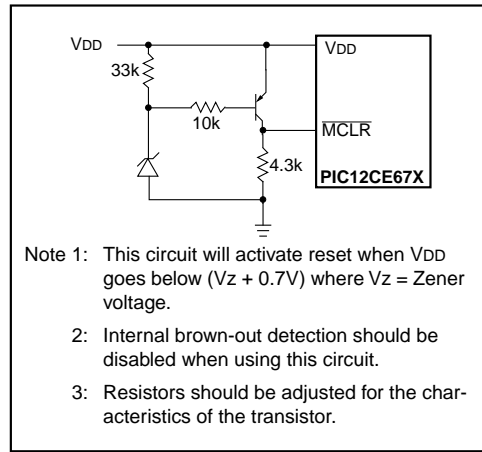 VDD
VDD
33k
10k
MCLR
4.3k
PIC12CE67X
Note 1: This circuit will activate reset when VDD
goes below (Vz + 0.7V) where Vz = Zener
voltage.
2: Internal brown-out detection should be
disabled when using this circuit.
3: Resistors should be adjusted for the char-
acteristics of the transistor.